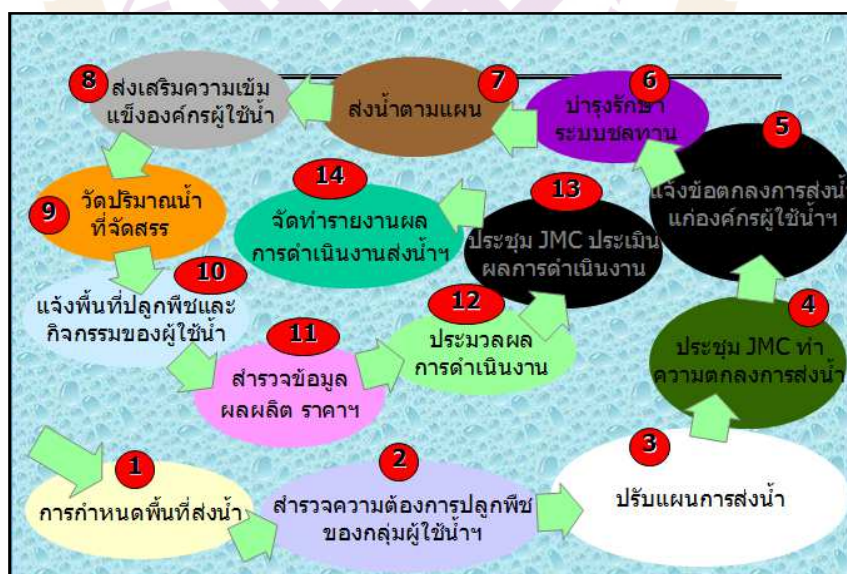 1
การกำหนดพื้นที่ส่งน้ำ
2
สำรวจความต้องการปลูกพืช
ของกลุ่มผู้ใช้น้ำฯ
3
ปรับแผนการส่งน้ำ
4
ประชุม JMC ทำ
ความตกลงการส่งน้ำ
5
แจ้งข้อตกลงการส่งน้ำ
แก่องค์กรผู้ใช้น้ำฯ
6
บำรุงรักษา
ระบบชลทาน
7
ส่งน้ำตามแผน
8
ส่งเสริมความเข้ม
แข็งองค์กรผู้ใช้น้ำ
9
วัดปริมาณน้ำ
ที่จัดสรร
10
แจ้งพื้นที่ปลูกพืชและ
กิจกรรมของผู้ใช้น้ำ
11
สำรวจข้อมูล
ผลผลิต ราคาฯ
12
ประมวลผล
การดำเนินงาน
13
ประชุม JMC ประเมิน
ผลการดำเนินงาน
14
จัดทำรายงานผล
การดำเนินงานส่งน้ำฯ